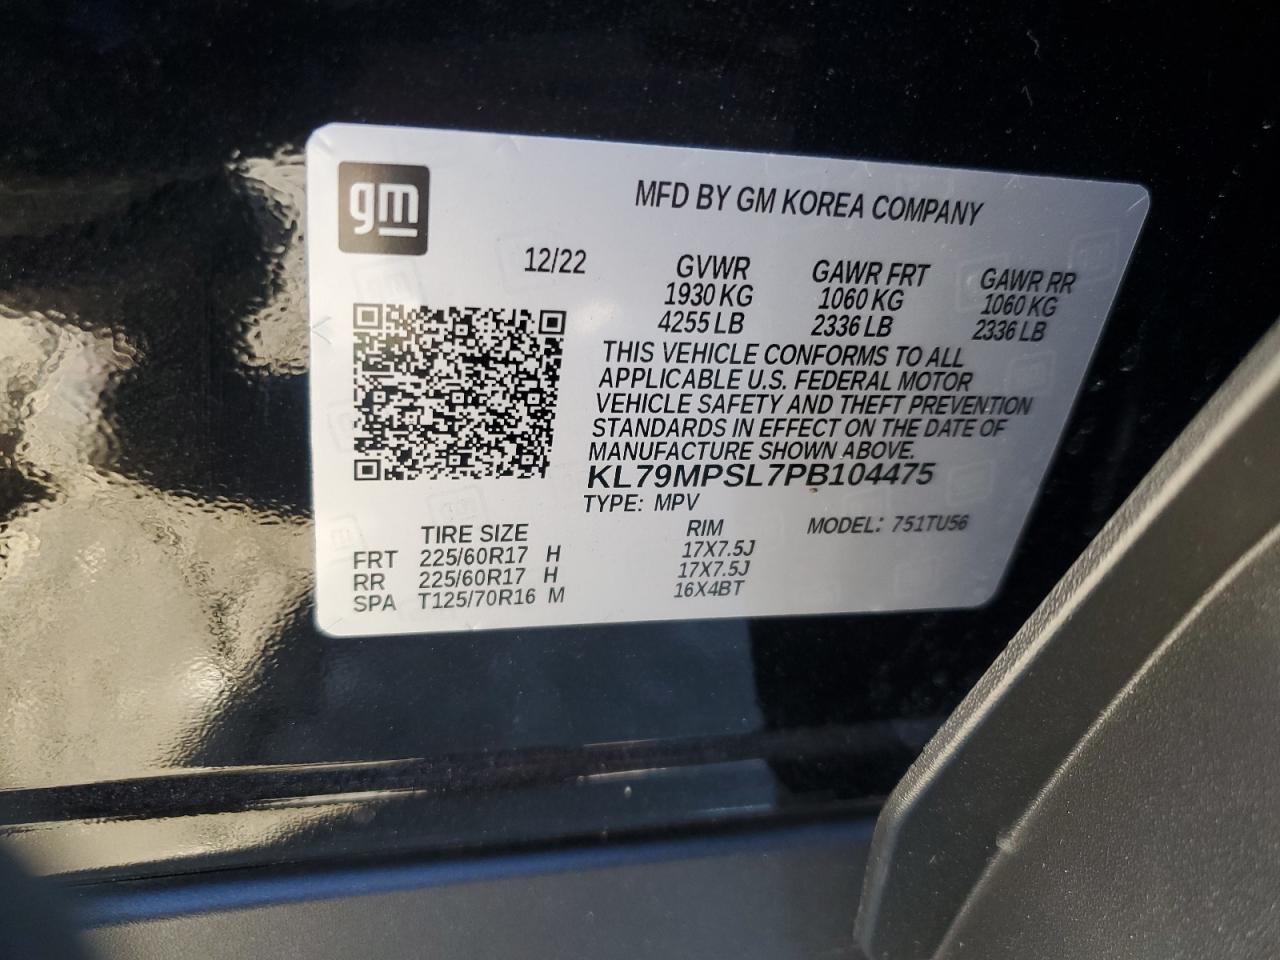 gm
MFD BY GM KOREA COMPANY
12/22 GVWR GAWR FRT GAWR RR
1930 KG 1060 KG 1060 KG
4255 LB 2336 LB 2336 LB
THIS VEHICLE CONFORMS TO ALL
APPLICABLE U.S. FEDERAL MOTOR
VEHICLE SAFETY AND THEFT PREVENTION
STANDARDS IN EFFECT ON THE DATE OF
MANUFACTURE SHOWN ABOVE.
KL79MPSL7PB104475
TYPE: MPV
TIRE SIZE RIM MODEL: 751TU56
FRT 225/60R17 H 17X7.5J
RR 225/60R17 H 17X7.5J
SPA T125/70R16 M 16X4BT